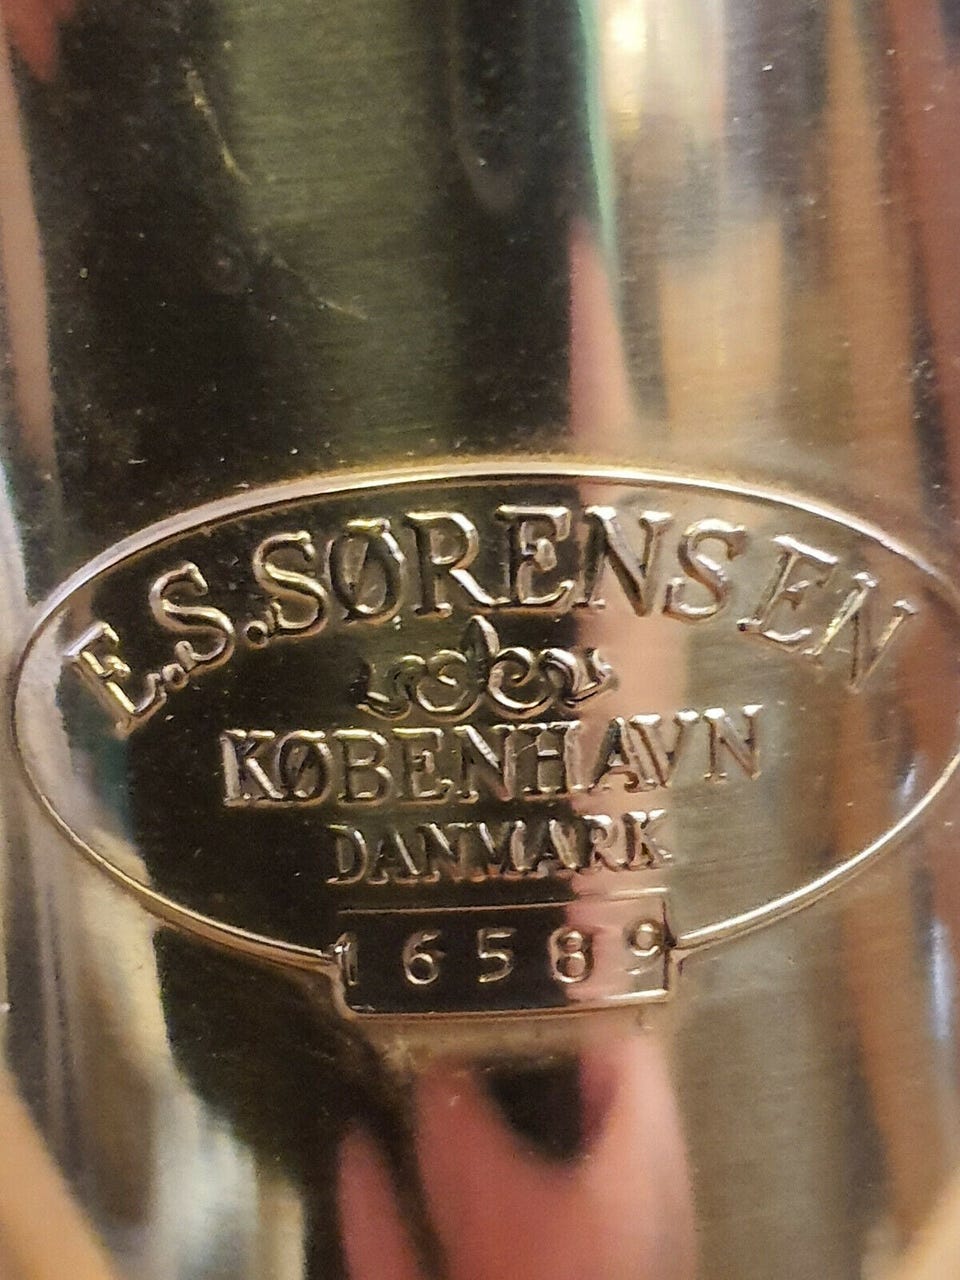 E.S.SØRENSEN
KØBENHAVN
DANMARK
16589